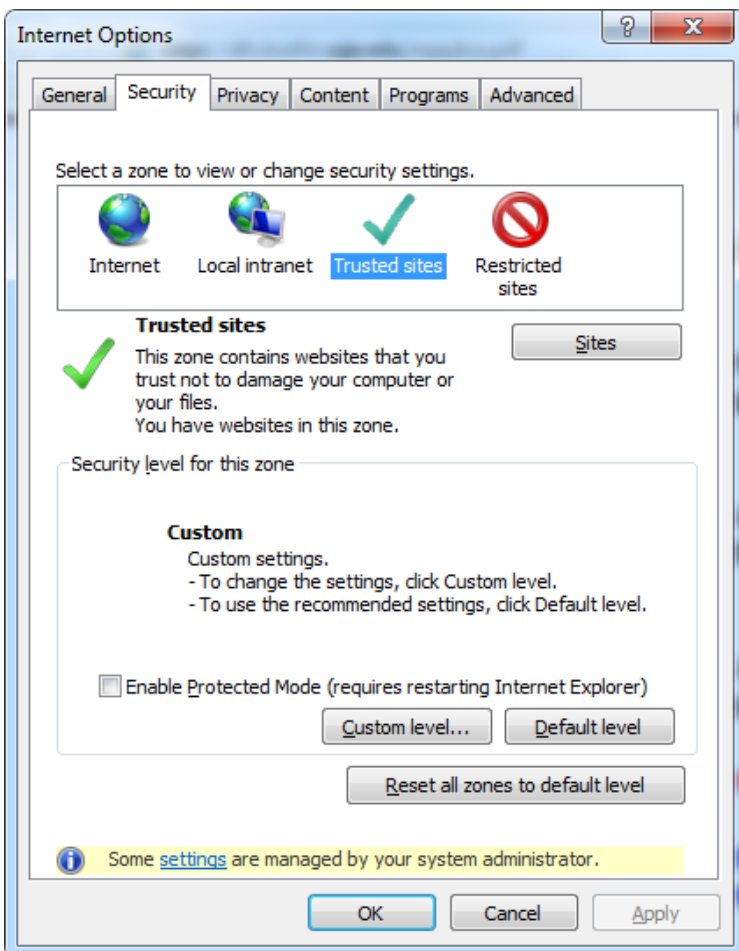 Internet Options
General Security Privacy Content Programs Advanced
Select a zone to view or change security settings.
Internet Local intranet Trusted sites Restricted
sites
Trusted sites
Sites
This zone contains websites that you
trust not to damage your computer or
your files.
You have websites in this zone.
Security level for this zone
Custom
Custom settings.
- To change the settings, click Custom level.
- To use the recommended settings, click Default level.
Enable Protected Mode (requires restarting Internet Explorer)
Custom level... Default level
Reset all zones to default level
Some settings are managed by your system administrator.
OK Cancel Apply